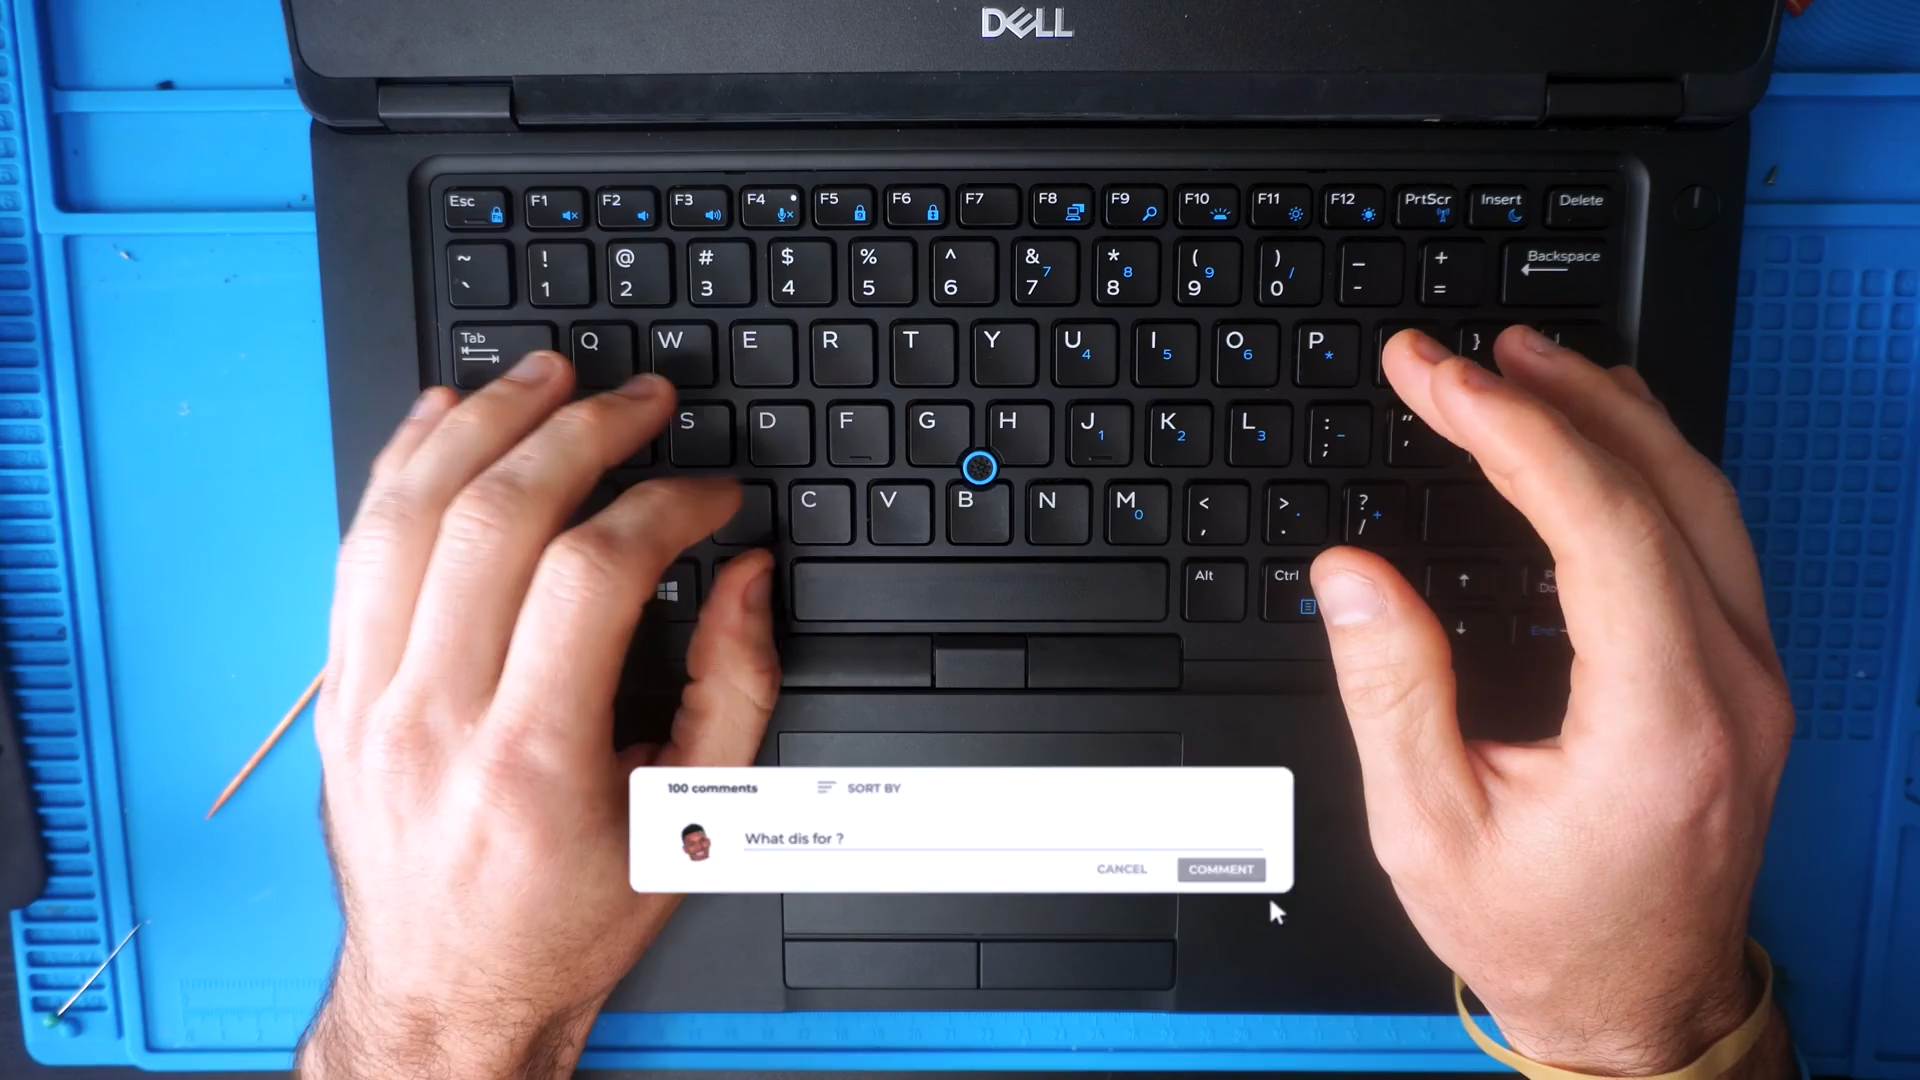 DELL
Esc Fn F1 F2 F3 F4 F5 F6 F7 F8 F9 F10 F11 F12 PrtScr Insert Delete
~ ! @ # $ % ^ & * ( ) _ + Backspace
` 1 2 3 4 5 6 7 7 8 8 9 9 0 / - =
Tab Q W E R T Y U 4 I 5 O 6 P * }
S D F G H J 1 K 2 L 3 : ; - " '
C V B N M 0 < , > . . ? / +
Alt Ctrl
100 comments SORT BY
What dis for ?
CANCEL COMMENT